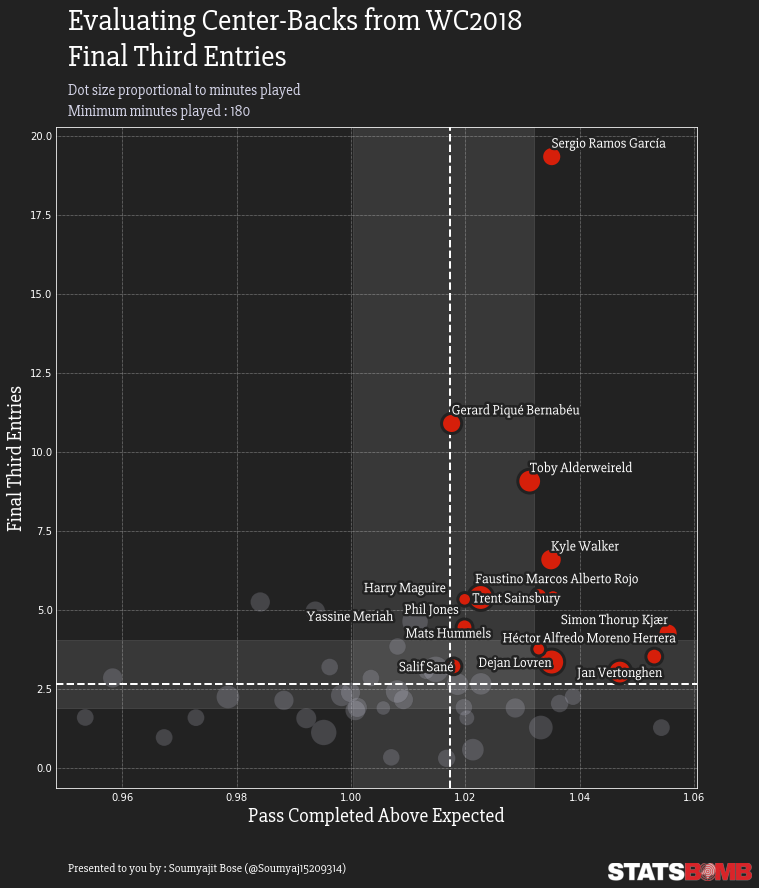 Evaluating Center-Backs from WC2018
Final Third Entries
Dot size proportional to minutes played
Minimum minutes played : 180
20.0
Sergio Ramos García
17.5
15.0
12.5
Gerard Piqué Bernabéu
10.0
Toby Alderweireld
Final Third Entries
7.5
Kyle Walker
Faustino Marcos Alberto Rojo
Harry Maguire
Trent Sainsbury
5.0
Phil Jones
Yassine Meriah
Simon Thorup Kjær
Mats Hummels
Héctor Alfredo Moreno Herrera
Salif Sané
Dejan Lovren
Jan Vertonghen
2.5
0.0
0.96 0.98 1.00 1.02 1.04 1.06
Pass Completed Above Expected
Presented to you by : Soumyajit Bose (@Soumyaj15209314)
STATSBOMB